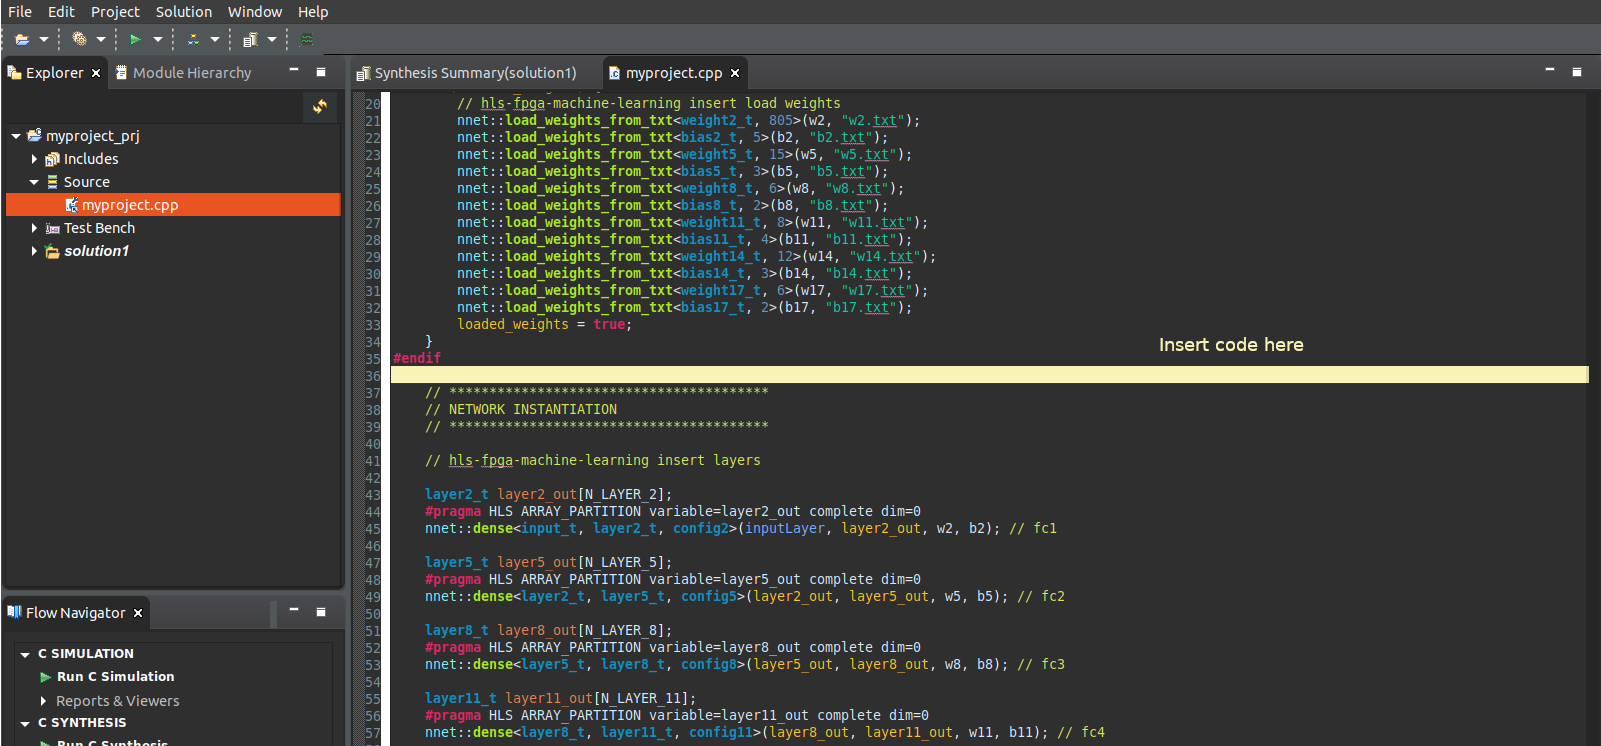 File Edit Project Solution Window Help
Explorer Module Hierarchy
myproject_prj
Includes
Source
myproject.cpp
Test Bench
solution1
Flow Navigator
C SIMULATION
Run C Simulation
Reports & Viewers
C SYNTHESIS
Run C Synthesis
Synthesis Summary(solution1) myproject.cpp
20 // hls-fpga-machine-learning insert load weights
21 nnet::load_weights_from_txt<weight2_t, 805>(w2, "w2.txt");
22 nnet::load_weights_from_txt<bias2_t, 5>(b2, "b2.txt");
23 nnet::load_weights_from_txt<weight5_t, 15>(w5, "w5.txt");
24 nnet::load_weights_from_txt<bias5_t, 3>(b5, "b5.txt");
25 nnet::load_weights_from_txt<weight8_t, 6>(w8, "w8.txt");
26 nnet::load_weights_from_txt<bias8_t, 2>(b8, "b8.txt");
27 nnet::load_weights_from_txt<weight11_t, 8>(w11, "w11.txt");
28 nnet::load_weights_from_txt<bias11_t, 4>(b11, "b11.txt");
29 nnet::load_weights_from_txt<weight14_t, 12>(w14, "w14.txt");
30 nnet::load_weights_from_txt<bias14_t, 3>(b14, "b14.txt");
31 nnet::load_weights_from_txt<weight17_t, 6>(w17, "w17.txt");
32 nnet::load_weights_from_txt<bias17_t, 2>(b17, "b17.txt");
33 loaded_weights = true;
34 }
Insert code here
35 #endif
36
37 // ****************************************
38 // NETWORK INSTANTIATION
39 // ****************************************
40
41 // hls-fpga-machine-learning insert layers
42
43 layer2_t layer2_out[N_LAYER_2];
44 #pragma HLS ARRAY_PARTITION variable=layer2_out complete dim=0
45 nnet::dense<input_t, layer2_t, config2>(inputLayer, layer2_out, w2, b2); // fc1
46
47 layer5_t layer5_out[N_LAYER_5];
48 #pragma HLS ARRAY_PARTITION variable=layer5_out complete dim=0
49 nnet::dense<layer2_t, layer5_t, config5>(layer2_out, layer5_out, w5, b5); // fc2
50
51 layer8_t layer8_out[N_LAYER_8];
52 #pragma HLS ARRAY_PARTITION variable=layer8_out complete dim=0
53 nnet::dense<layer5_t, layer8_t, config8>(layer5_out, layer8_out, w8, b8); // fc3
54
55 layer11_t layer11_out[N_LAYER_11];
56 #pragma HLS ARRAY_PARTITION variable=layer11_out complete dim=0
57 nnet::dense<layer8_t, layer11_t, config11>(layer8_out, layer11_out, w11, b11); // fc4